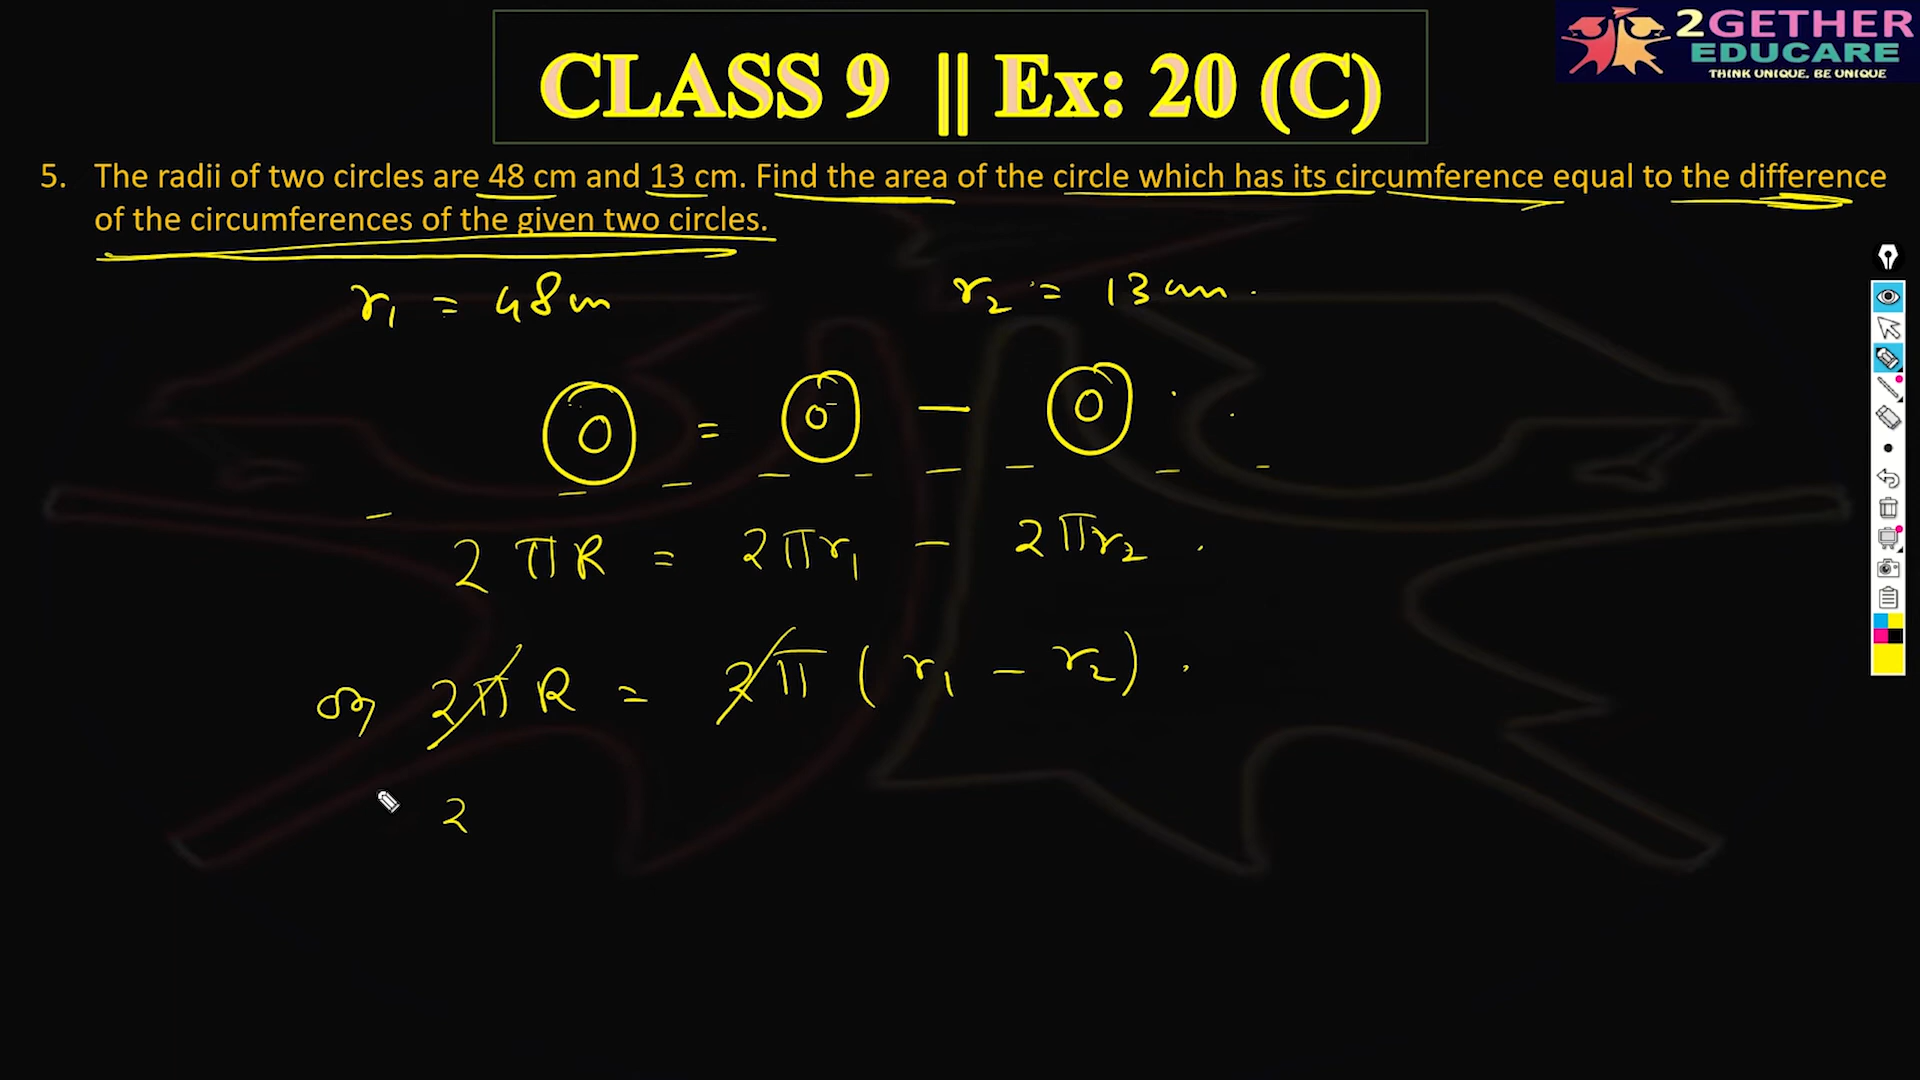 2GETHER
EDUCARE
THINK UNIQUE. BE UNIQUE
CLASS 9 || Ex: 20 (C)
5. The radii of two circles are 48 cm and 13 cm. Find the area of the circle which has its circumference equal to the difference
of the circumferences of the given two circles.
r₁ = 48 cm r₂ = 13 cm.
O = O - O
2πR = 2πr₁ - 2πr₂
or 2πR = 2π (r₁ - r₂)
2